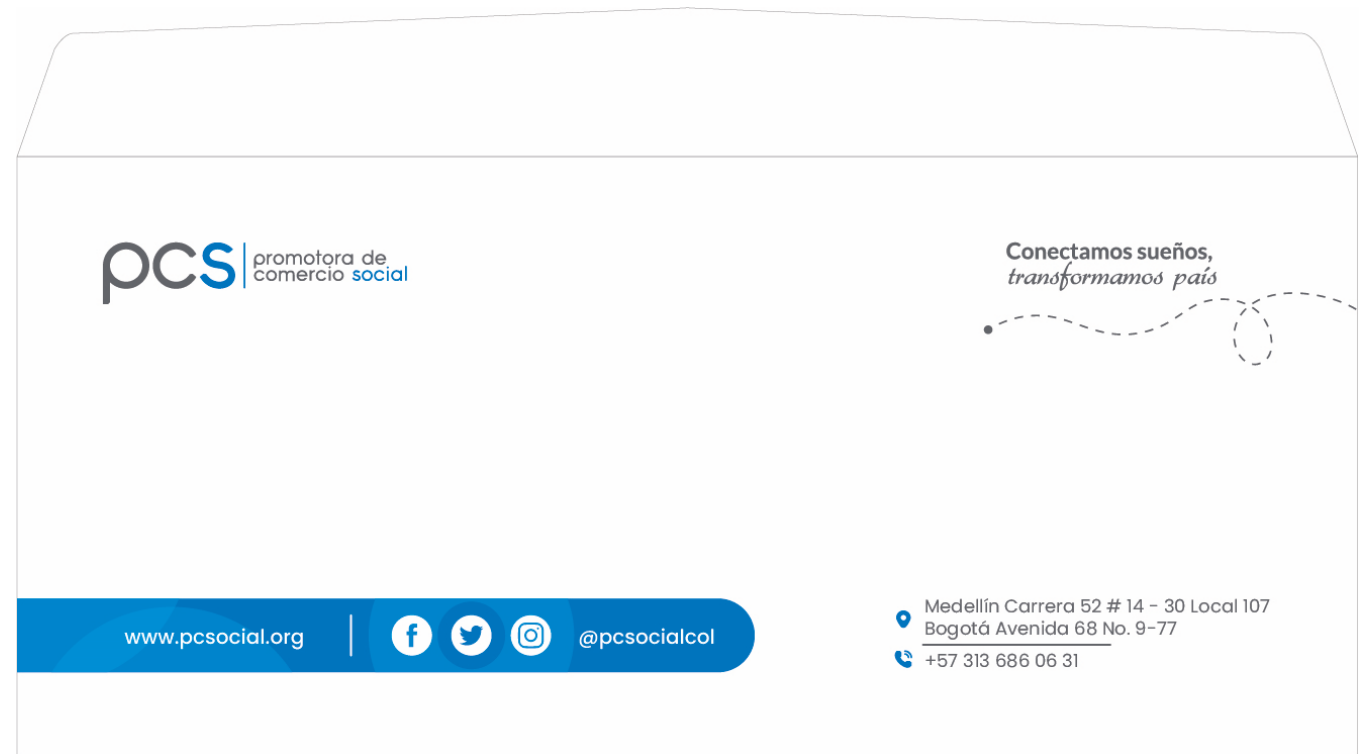 pcs promotora de
comercio social
Conectamos sueños,
transformamos país
www.pcsocial.org
@pcsocialcol
Medellín Carrera 52 # 14 - 30 Local 107
Bogotá Avenida 68 No. 9-77
+57 313 686 06 31